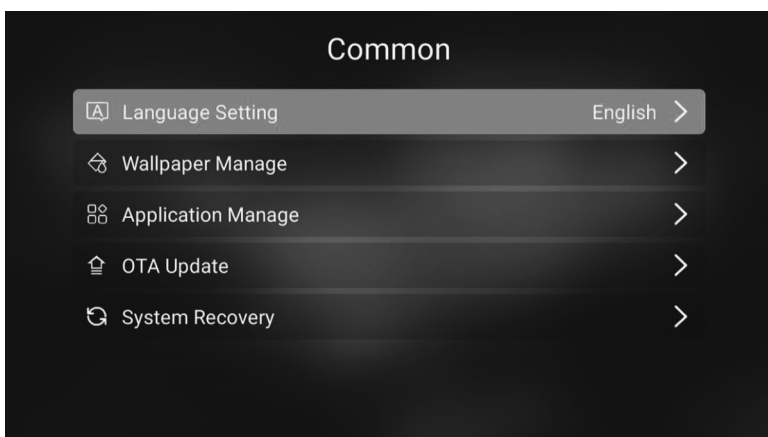 Common
Language Setting English
Wallpaper Manage
Application Manage
OTA Update
System Recovery